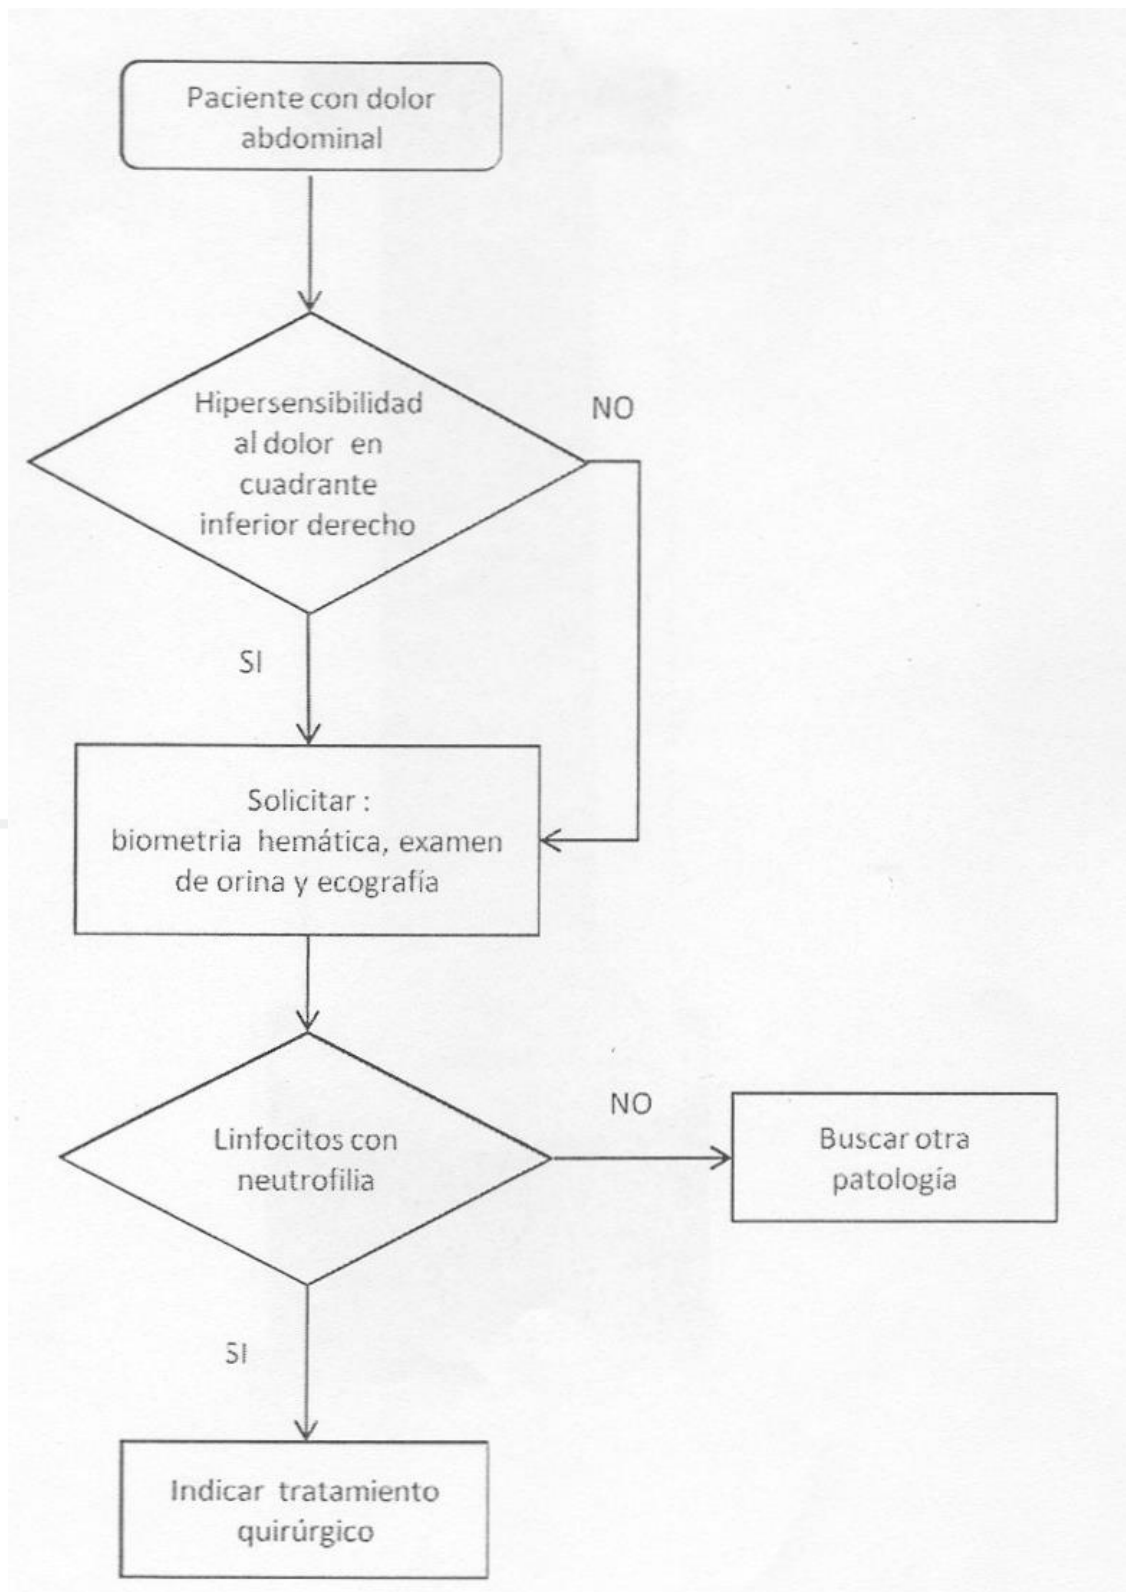 Paciente con dolor
abdominal
Hipersensibilidad
al dolor en
cuadrante
inferior derecho
NO
SI
Solicitar :
biometria hemática, examen
de orina y ecografía
Linfocitos con
neutrofilia
NO
Buscar otra
patología
SI
Indicar tratamiento
quirúrgico